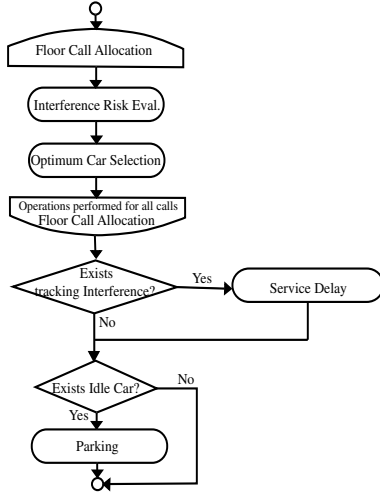 Floor Call Allocation
Interference Risk Eval.
Optimum Car Selection
Operations performed for all calls
Floor Call Allocation
Exists
tracking Interference?
Yes
Service Delay
No
Exists Idle Car?
No
Yes
Parking